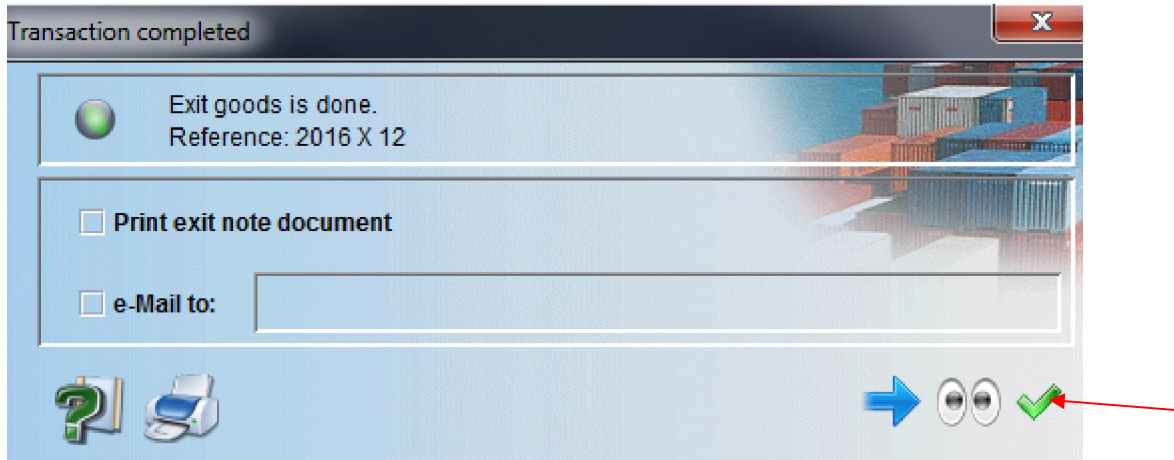 Transaction completed
Exit goods is done.
Reference: 2016 X 12
Print exit note document
e-Mail to: